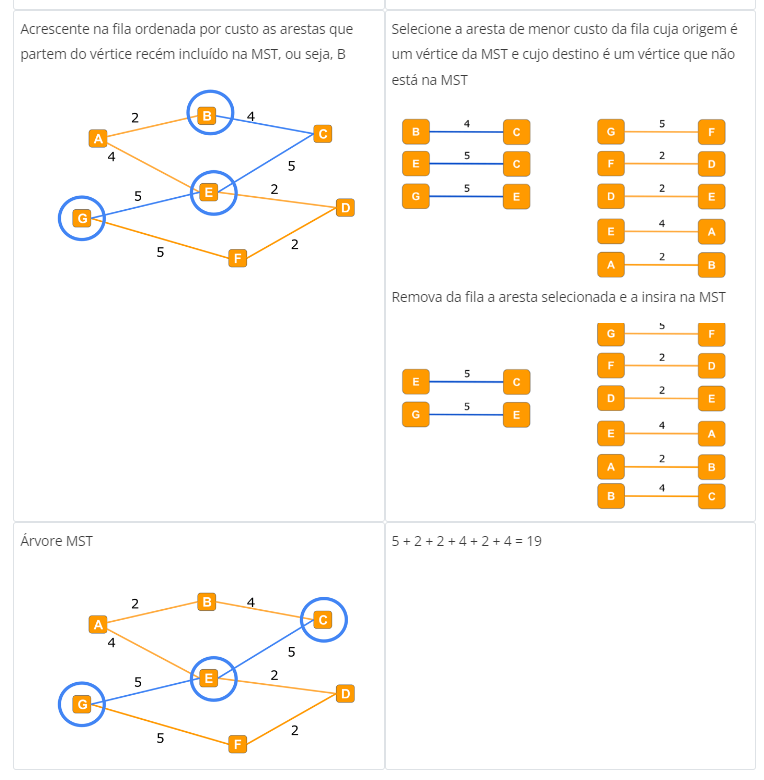 Acrescente na fila ordenada por custo as arestas que
partem do vértice recém incluído na MST, ou seja, B
2
B
4
A
C
4
5
5
E
2
G
D
5
2
F
Selecione a aresta de menor custo da fila cuja origem é
um vértice da MST e cujo destino é um vértice que não
está na MST
B 4 C
E 5 C
G 5 E
G 5 F
F 2 D
D 2 E
E 4 A
A 2 B
Remova da fila a aresta selecionada e a insira na MST
E 5 C
G 5 E
G 5 F
F 2 D
D 2 E
E 4 A
A 2 B
B 4 C
Árvore MST
2
B
4
A
C
4
5
5
E
2
G
D
5
2
F
5 + 2 + 2 + 4 + 2 + 4 = 19